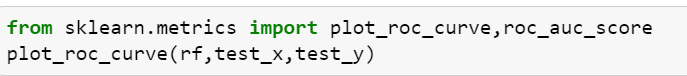 from sklearn.metrics import plot_roc_curve,roc_auc_score
plot_roc_curve(rf,test_x,test_y)